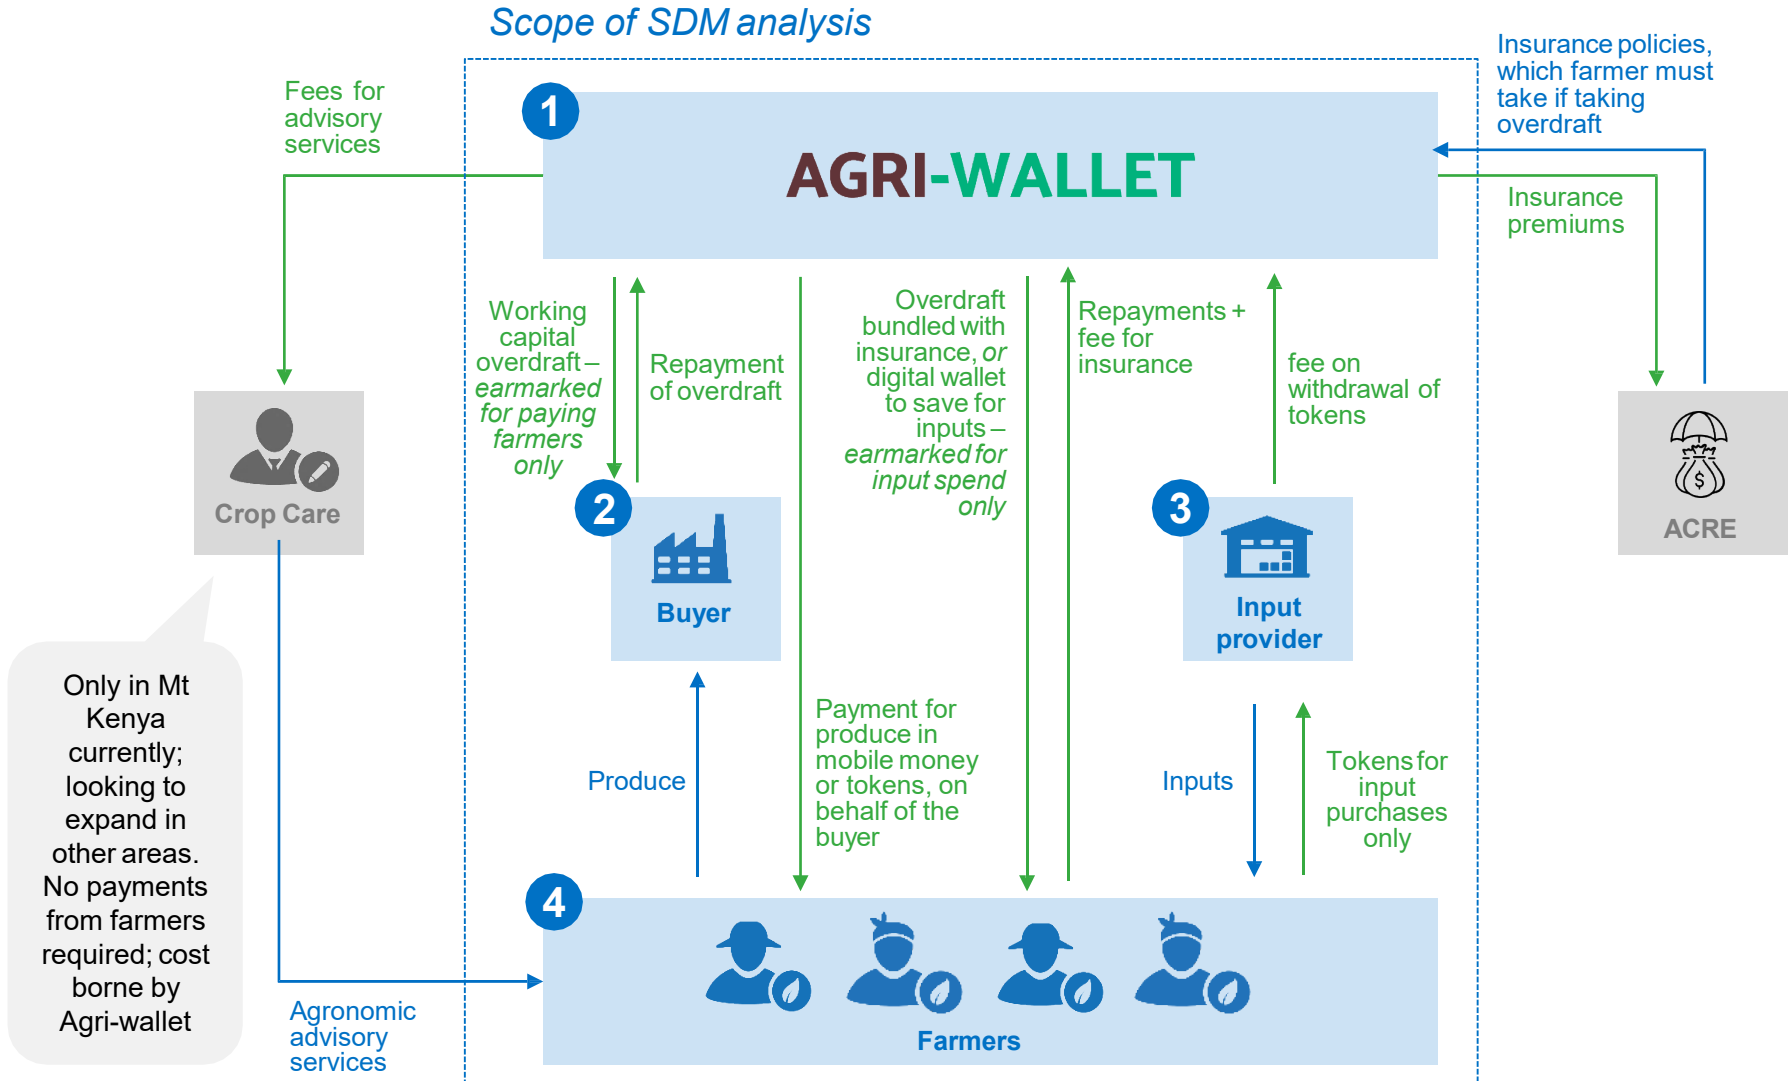 Scope of SDM analysis
Insurance policies,
which farmer must
take if taking
overdraft
Fees for
advisory
services
1
AGRI-WALLET
Insurance
premiums
Working
capital
overdraft –
earmarked
for paying
farmers
only
Repayment
of overdraft
Overdraft
bundled with
insurance, or
digital wallet
to save for
inputs –
earmarked for
input spend
only
Repayments +
fee for
insurance
fee on
withdrawal of
tokens
Crop Care
2
Buyer
3
Input
provider
$
ACRE
Only in Mt
Kenya
currently;
looking to
expand in
other areas.
No payments
from farmers
required; cost
borne by
Agri-wallet
Produce
Payment for
produce in
mobile money
or tokens, on
behalf of the
buyer
Inputs
Tokens for
input
purchases
only
4
Agronomic
advisory
services
Farmers